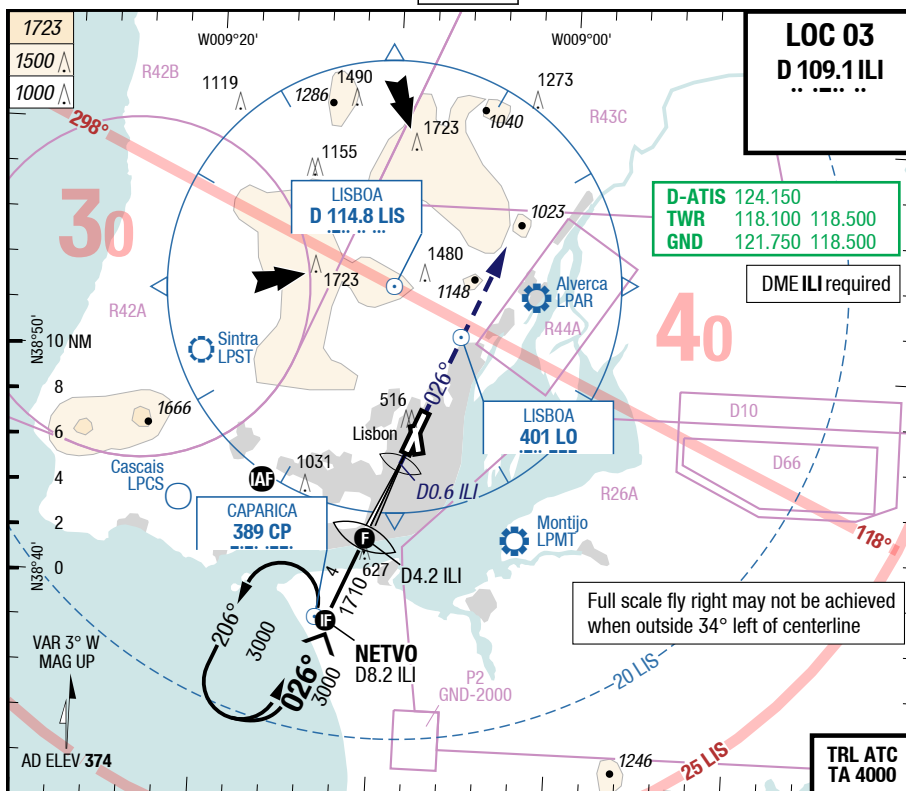 1723
1500
1000
W009°20'
W009°00'
LOC 03
D 109.1 ILI
R42B
1119
1490
1286
1273
1040
R43C
1723
298°
1155
LISBOA
D 114.8 LIS
30
1023
D-ATIS 124.150
TWR 118.100 118.500
GND 121.750 118.500
DME ILI required
1723
1480
1148
Alverca
LPAR
R42A
R44A
40
N38°50'
10 NM
Sintra
LPST
026°
8
6
4
2
0
1666
516
Lisbon
LISBOA
401 LO
D10
D66
Cascais
LPCS
IAF
1031
D0.6 ILI
R26A
CAPARICA
389 CP
Montijo
LPMT
118°
F
627
D4.2 ILI
N38°40'
4
1710
Full scale fly right may not be achieved
when outside 34° left of centerline
206°
3000
IF
NETVO
D8.2 ILI
026°
3000
VAR 3° W
MAG UP
P2
GND-2000
20 LIS
AD ELEV 374
1246
25 LIS
TRL ATC
TA 4000